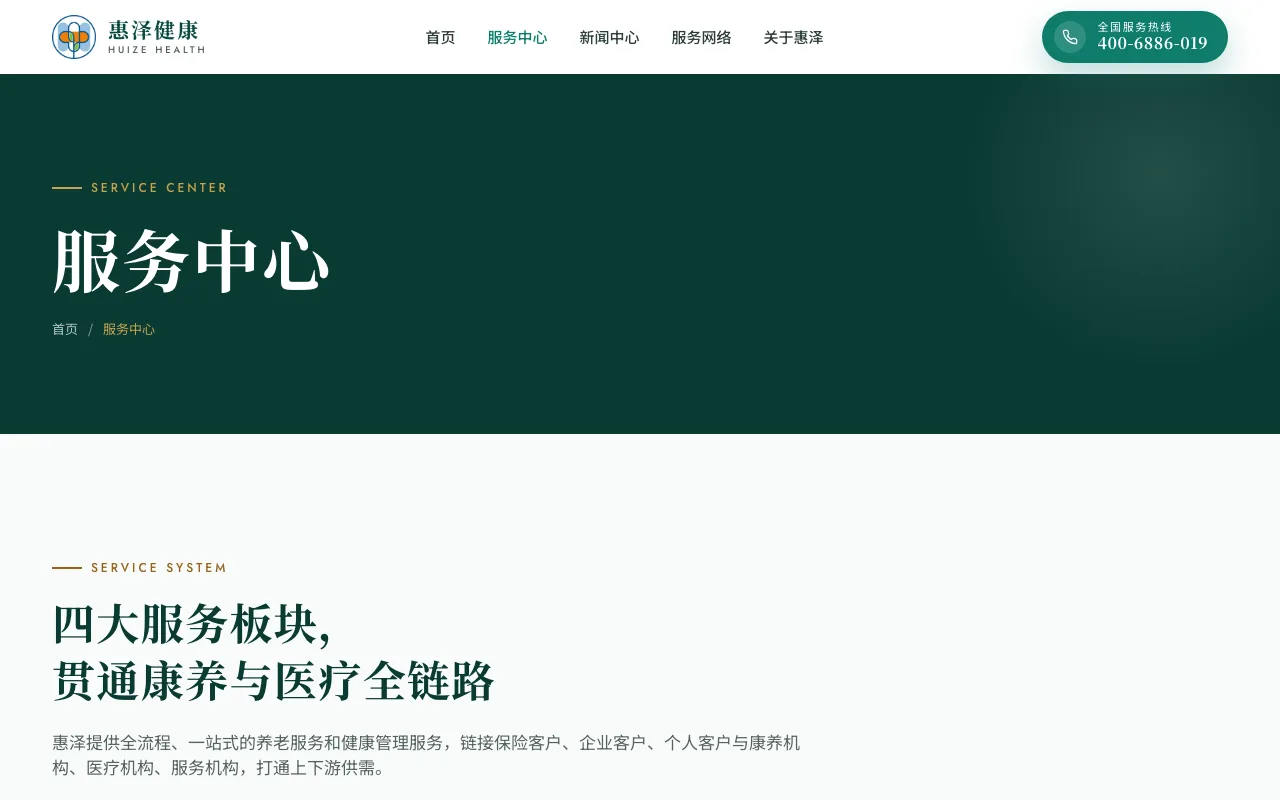 惠泽健康
HUIZE HEALTH
首页
服务中心
新闻中心
服务网络
关于惠泽
全国服务热线
400-6886-019
SERVICE CENTER
服务中心
首页 / 服务中心
SERVICE SYSTEM
四大服务板块，
贯通康养与医疗全链路
惠泽提供全流程、一站式的养老服务和健康管理服务，链接保险客户、企业客户、个人客户与康养机
构、医疗机构、服务机构，打通上下游供需。